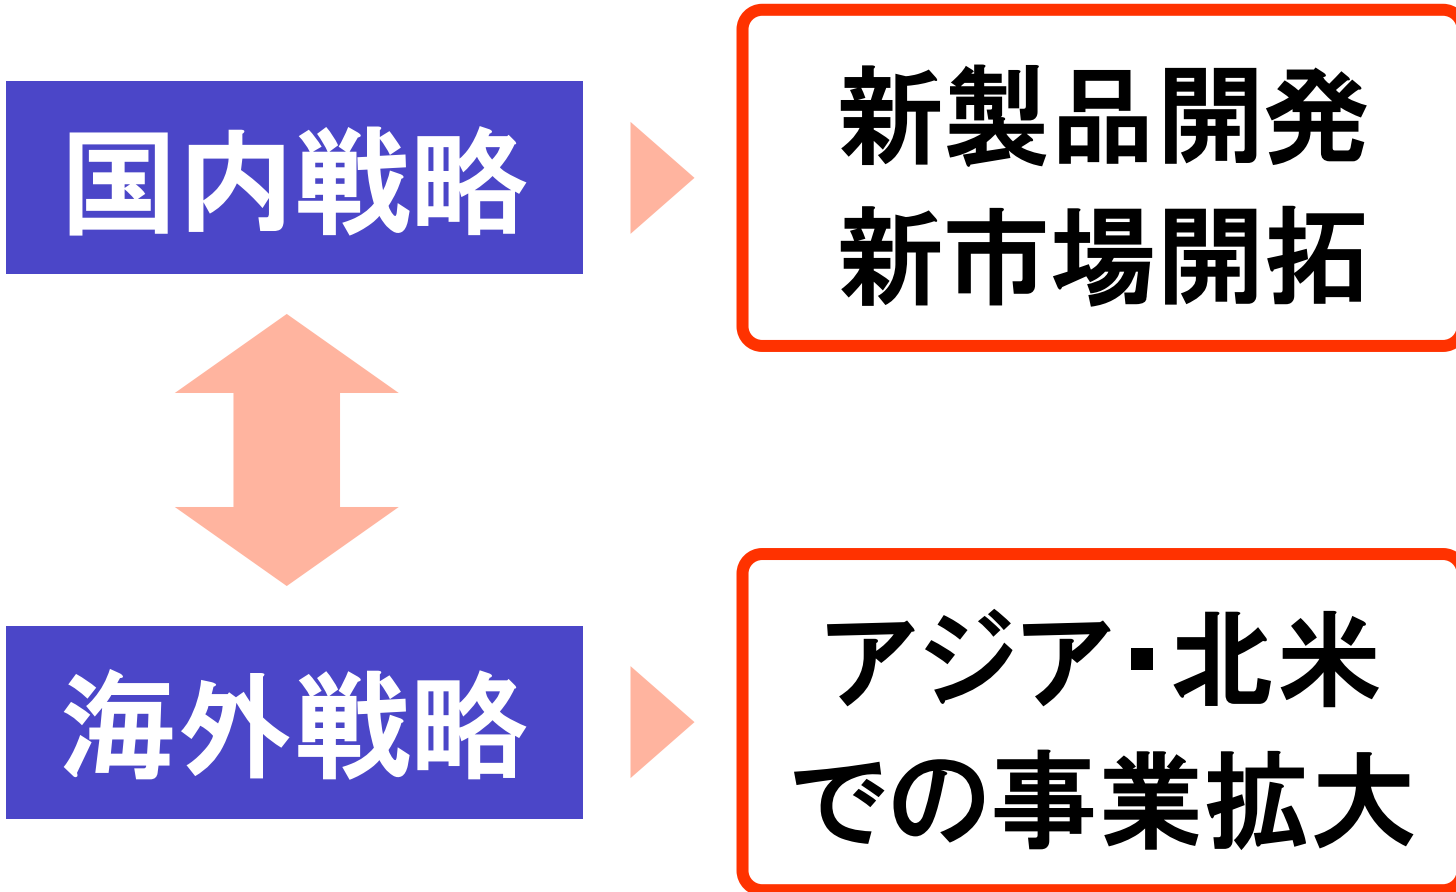 国内戦略
新製品開発
新市場開拓
海外戦略
アジア・北米
での事業拡大